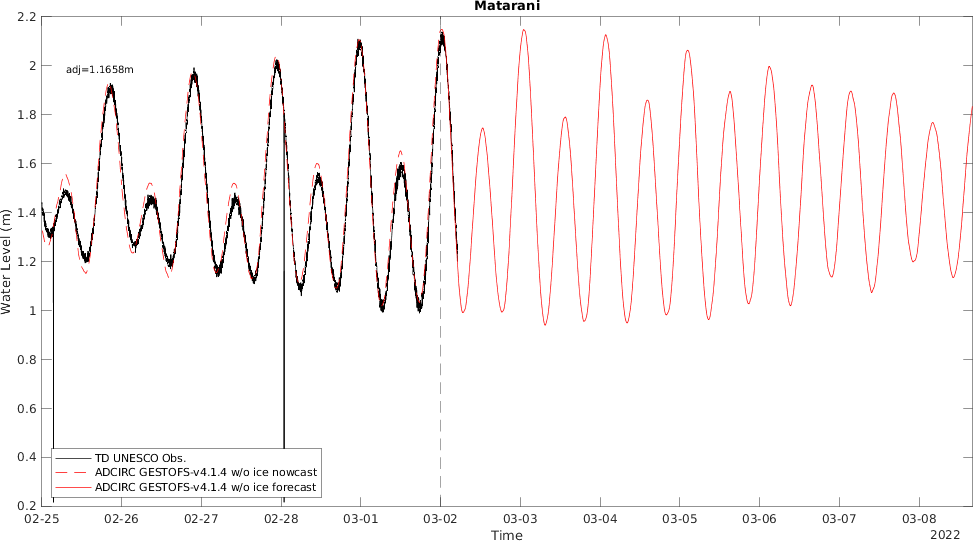 Matarani
adj=1.1658m
Water Level (m)
2.2
2
1.8
1.6
1.4
1.2
1
0.8
0.6
0.4
0.2
TD UNESCO Obs.
ADCIRC GESTOFS-v4.1.4 w/o ice nowcast
ADCIRC GESTOFS-v4.1.4 w/o ice forecast
02-25 02-26 02-27 02-28 03-01 03-02 03-03 03-04 03-05 03-06 03-07 03-08
Time
2022